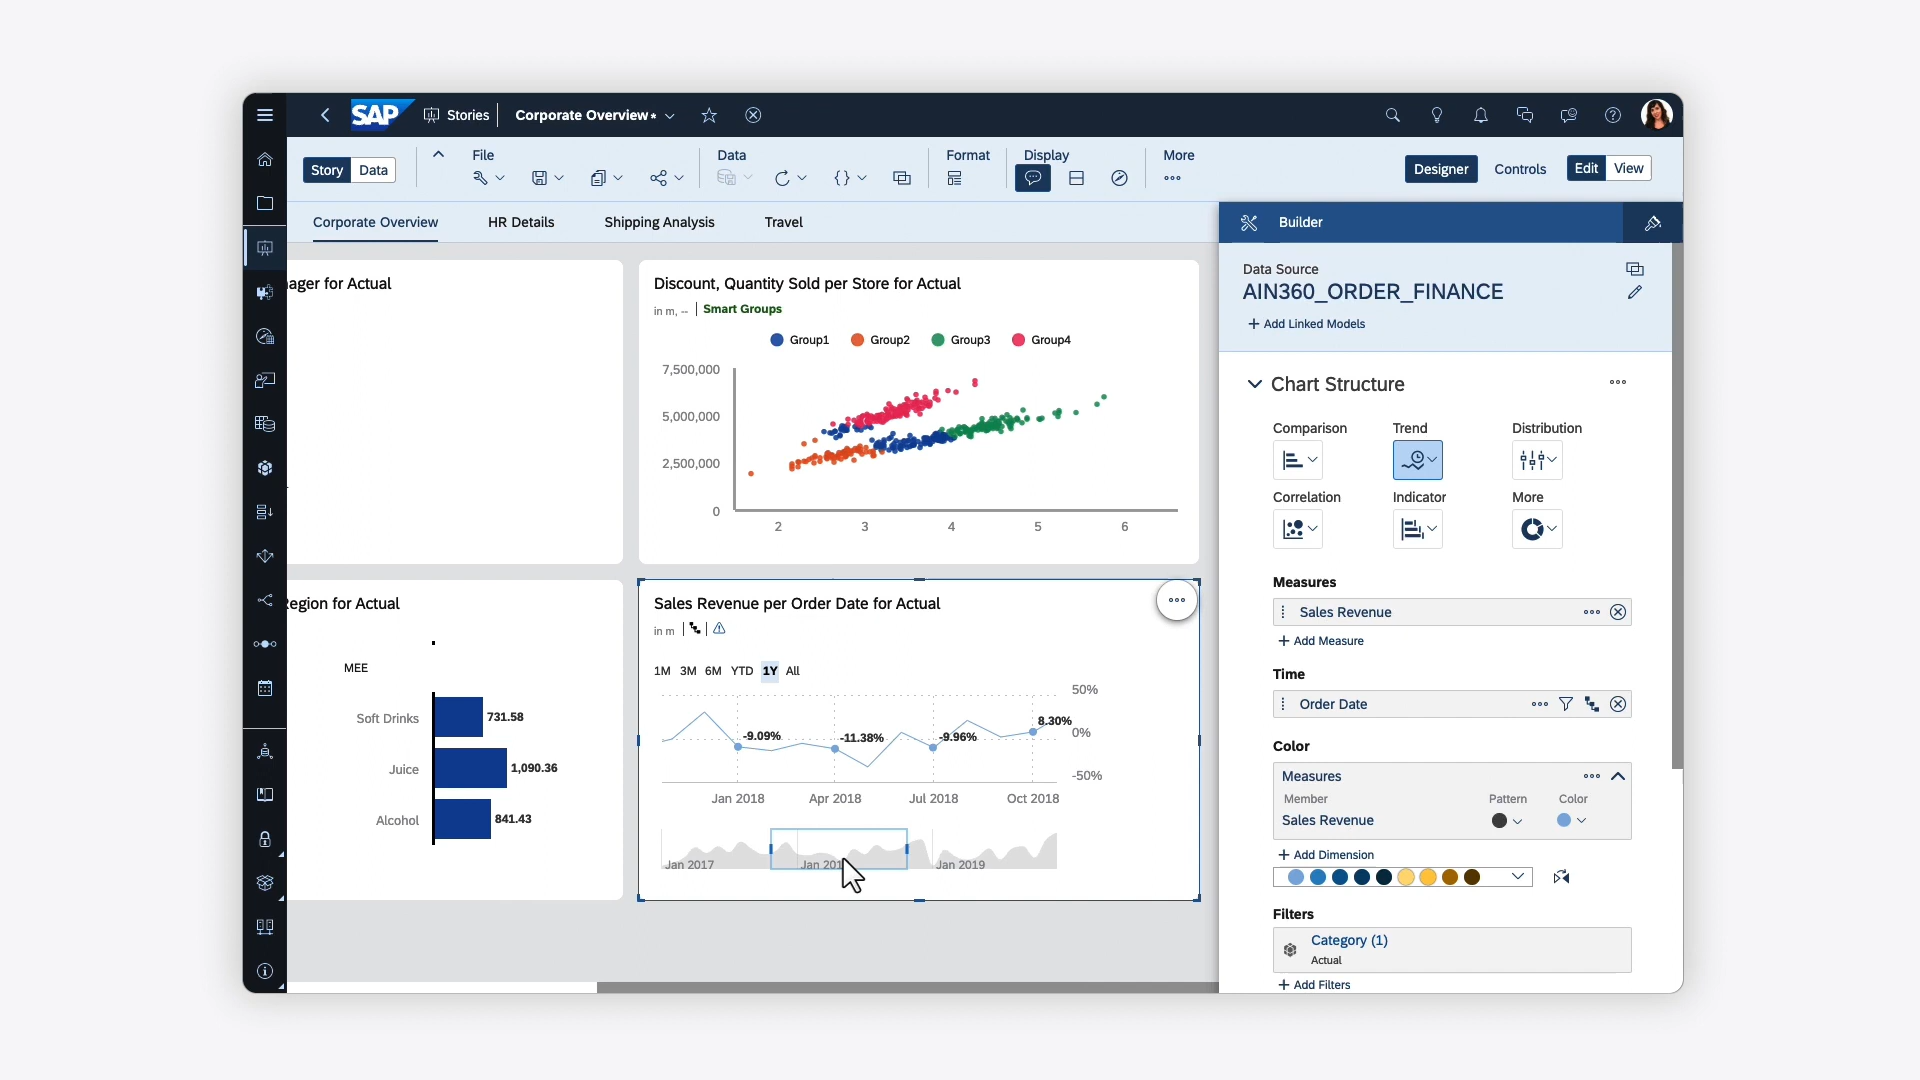 SAP
Stories
Corporate Overview*
Story
Data
File
Data
Format
Display
More
Designer
Controls
Edit
View
Corporate Overview
HR Details
Shipping Analysis
Travel
Builder
ager for Actual
Discount, Quantity Sold per Store for Actual
in m, --
Smart Groups
Group1
Group2
Group3
Group4
7,500,000
5,000,000
2,500,000
0
2
3
4
5
6
egion for Actual
MEE
Soft Drinks
731.58
Juice
1,090.36
Alcohol
841.43
Sales Revenue per Order Date for Actual
in m
1M 3M 6M YTD 1Y All
50%
8.30%
-9.09%
-11.38%
-9.96%
0%
-50%
Jan 2018
Apr 2018
Jul 2018
Oct 2018
Jan 2017
Jan 201
Jan 2019
Data Source
AIN360_ORDER_FINANCE
+ Add Linked Models
Chart Structure
Comparison
Trend
Distribution
Correlation
Indicator
More
Measures
Sales Revenue
+ Add Measure
Time
Order Date
Color
Measures
Member
Pattern
Color
Sales Revenue
+ Add Dimension
Filters
Category (1)
Actual
+ Add Filters